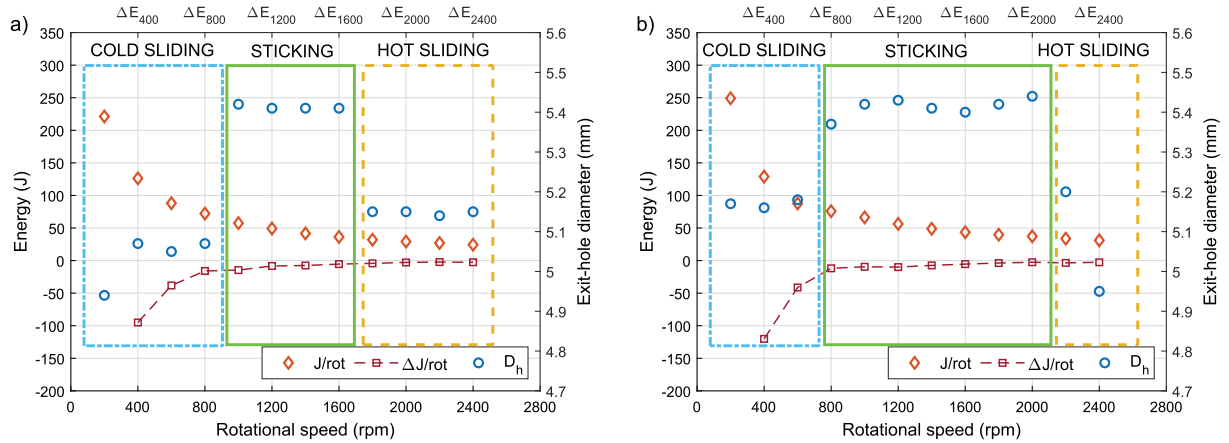 a)
ΔE400 ΔE800 ΔE1200 ΔE1600 ΔE2000 ΔE2400
COLD SLIDING STICKING HOT SLIDING
350
300
250
200
150
100
50
0
-50
-100
-150
-200
Energy (J)
5.6
5.5
5.4
5.3
5.2
5.1
5
4.9
4.8
4.7
Exit-hole diameter (mm)
J/rot ΔJ/rot Dh
0 400 800 1200 1600 2000 2400 2800
Rotational speed (rpm)
b)
ΔE400 ΔE800 ΔE1200 ΔE1600 ΔE2000 ΔE2400
COLD SLIDING STICKING HOT SLIDING
350
300
250
200
150
100
50
0
-50
-100
-150
-200
Energy (J)
5.6
5.5
5.4
5.3
5.2
5.1
5
4.9
4.8
4.7
Exit-hole diameter (mm)
J/rot ΔJ/rot Dh
0 400 800 1200 1600 2000 2400 2800
Rotational speed (rpm)